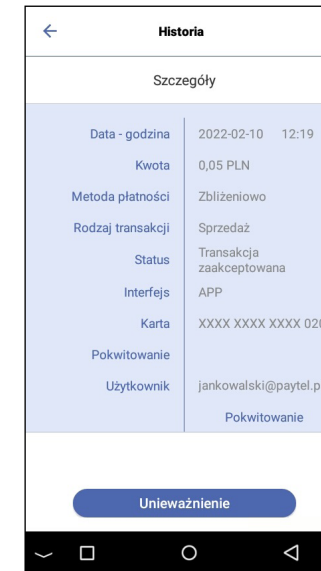 Historia
Szczegóły
Data - godzina 2022-02-10 12:19
Kwota 0,05 PLN
Metoda płatności Zbliżeniowo
Rodzaj transakcji Sprzedaż
Status Transakcja
zaakceptowana
Interfejs APP
Karta XXXX XXXX XXXX
Pokwitowanie
Użytkownik jankowalski@paytel.p
Pokwitowanie
Unieważnienie